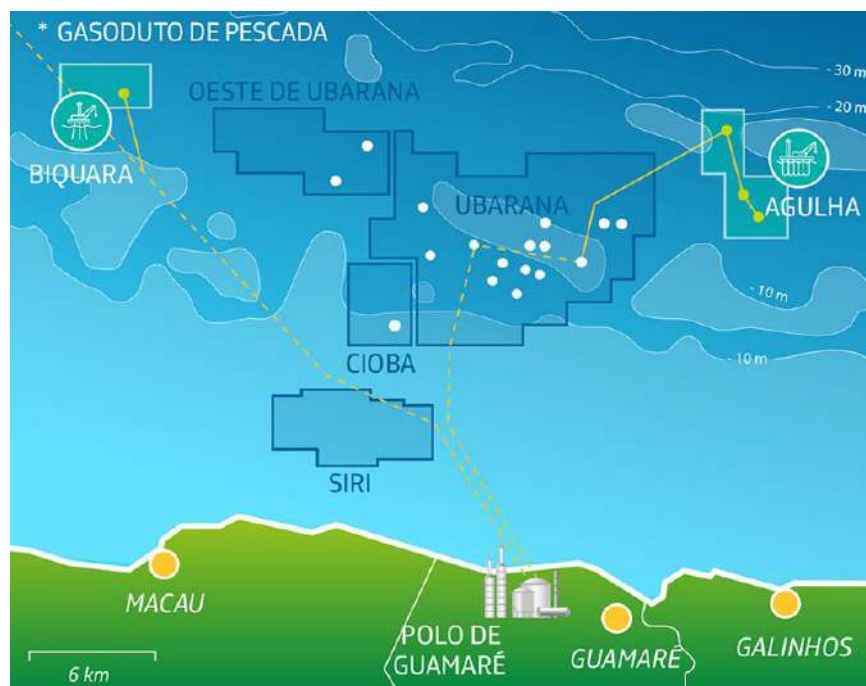 * GASODUTO DE PESCADA
- 30 m
OESTE DE UBARANA
- 20 m
BIQUARA
UBARANA
AGULHA
- 10 m
- 10 m
CIOBA
SIRI
MACAU
POLO DE
GUAMARÉ
GUAMARÉ
GALINHOS
6 km